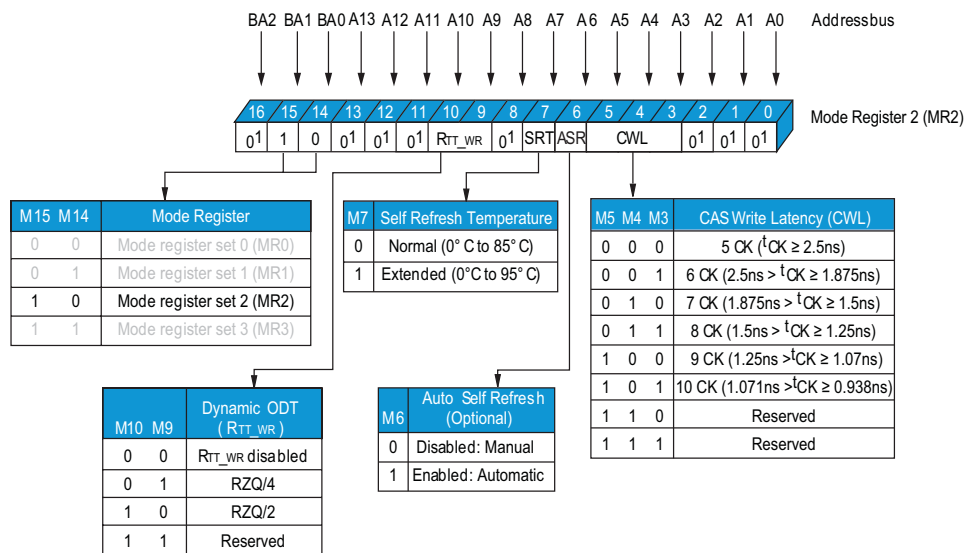 BA2 BA1 BA0 A13 A12 A11 A10 A9 A8 A7 A6 A5 A4 A3 A2 A1 A0 Addressbus
16 15 14 13 12 11 10 9 8 7 6 5 4 3 2 1 0
Mode Register 2 (MR2)
0¹ 1 0 0¹ 0¹ 0¹ RTT_WR 0¹ SRT ASR CWL 0¹ 0¹ 0¹
M15 M14 Mode Register
0 0 Mode register set 0 (MR0)
0 1 Mode register set 1 (MR1)
1 0 Mode register set 2 (MR2)
1 1 Mode register set 3 (MR3)
M7 Self Refresh Temperature
0 Normal (0° C to 85° C)
1 Extended (0°C to 95° C)
M5 M4 M3 CAS Write Latency (CWL)
0 0 0 5 CK (tCK ≥ 2.5ns)
0 0 1 6 CK (2.5ns > tCK ≥ 1.875ns)
0 1 0 7 CK (1.875ns > tCK ≥ 1.5ns)
0 1 1 8 CK (1.5ns > tCK ≥ 1.25ns)
1 0 0 9 CK (1.25ns >tCK ≥ 1.07ns)
1 0 1 10 CK (1.071ns >tCK ≥ 0.938ns)
1 1 0 Reserved
1 1 1 Reserved
M10 M9 Dynamic ODT
( RTT_WR )
0 0 RTT_WR disabled
0 1 RZQ/4
1 0 RZQ/2
1 1 Reserved
M6 Auto Self Refresh
(Optional)
0 Disabled: Manual
1 Enabled: Automatic